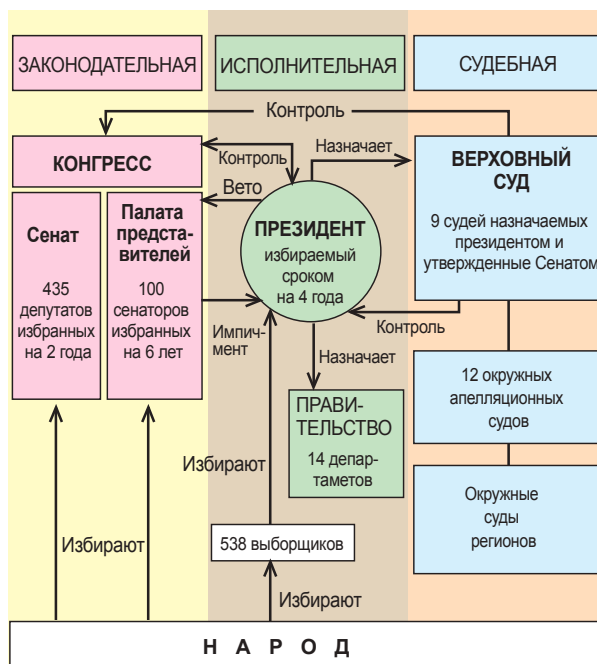 ЗАКОНОДАТЕЛЬНАЯ
ИСПОЛНИТЕЛЬНАЯ
СУДЕБНАЯ
Контроль
КОНГРЕСС
Контроль
Назначает
ВЕРХОВНЫЙ
СУД
9 судей назначаемых
президентом и
утвержденные Сенатом
Вето
Сенат
435
депутатов
избранных
на 2 года
Палата
предста-
вителей
100
сенаторов
избранных
на 6 лет
ПРЕЗИДЕНТ
избираемый
сроком
на 4 года
Импич-
мент
Контроль
Назначает
12 окружных
апелляционных
судов
ПРАВИ-
ТЕЛЬСТВО
14 депар-
таметов
Избирают
Окружные
суды
регионов
538 выборщиков
Избирают
Избирают
НАРОД